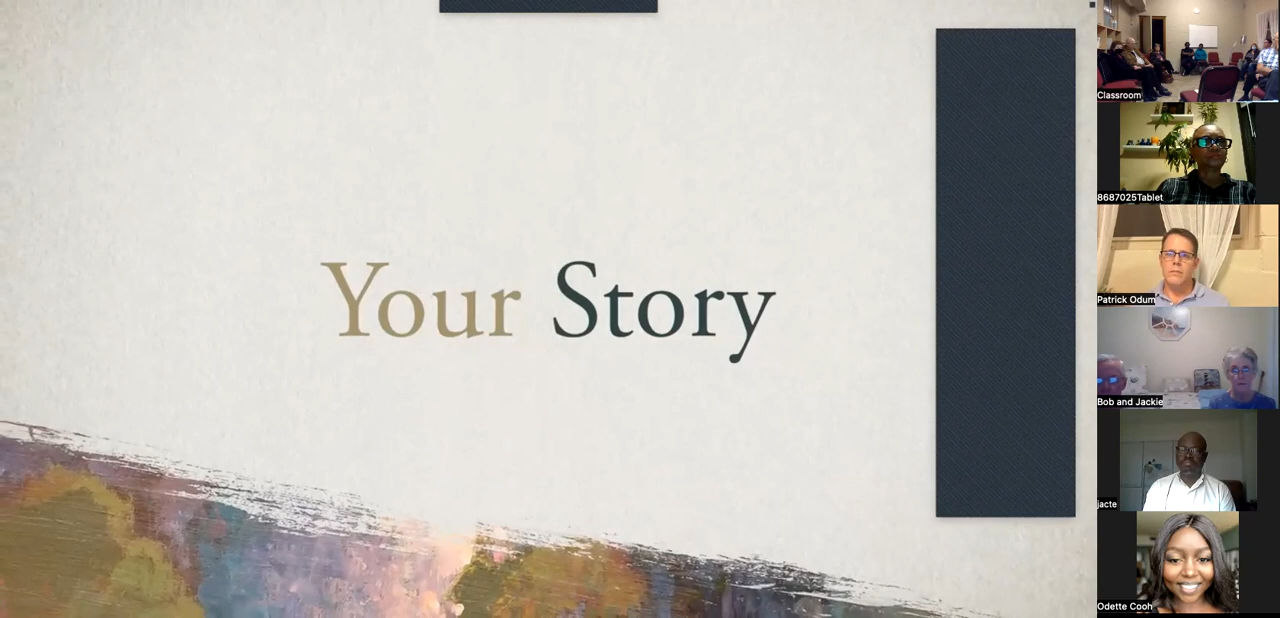 Your Story
Classroom
8687025Tablet
Patrick Odum
Bob and Jackie
jacte
Odette Cooh